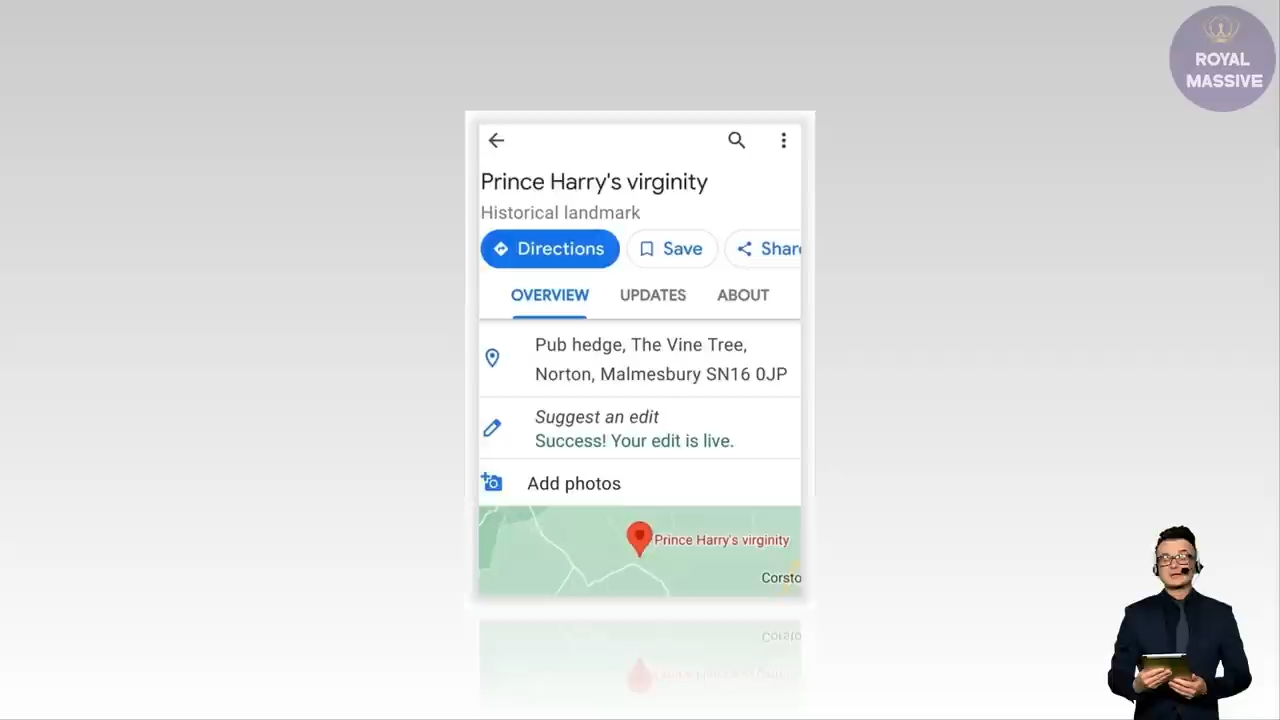 ROYAL
MASSIVE
Prince Harry's virginity
Historical landmark
Directions
Save
Shar
OVERVIEW
UPDATES
ABOUT
Pub hedge, The Vine Tree,
Norton, Malmesbury SN16 0JP
Suggest an edit
Success! Your edit is live.
Add photos
Prince Harry's virginity
Corsto